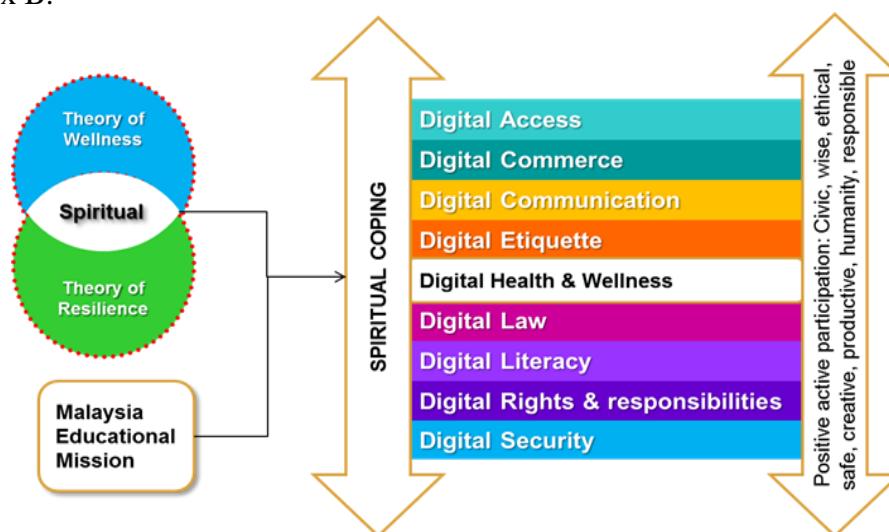 x B.
Theory of
Wellness
Spiritual
Theory of
Resilience
Malaysia
Educational
Mission
SPIRITUAL COPING
Digital Access
Digital Commerce
Digital Communication
Digital Etiquette
Digital Health & Wellness
Digital Law
Digital Literacy
Digital Rights & responsibilities
Digital Security
Positive active participation: Civic, wise, ethical,
safe, creative, productive, humanity, responsible